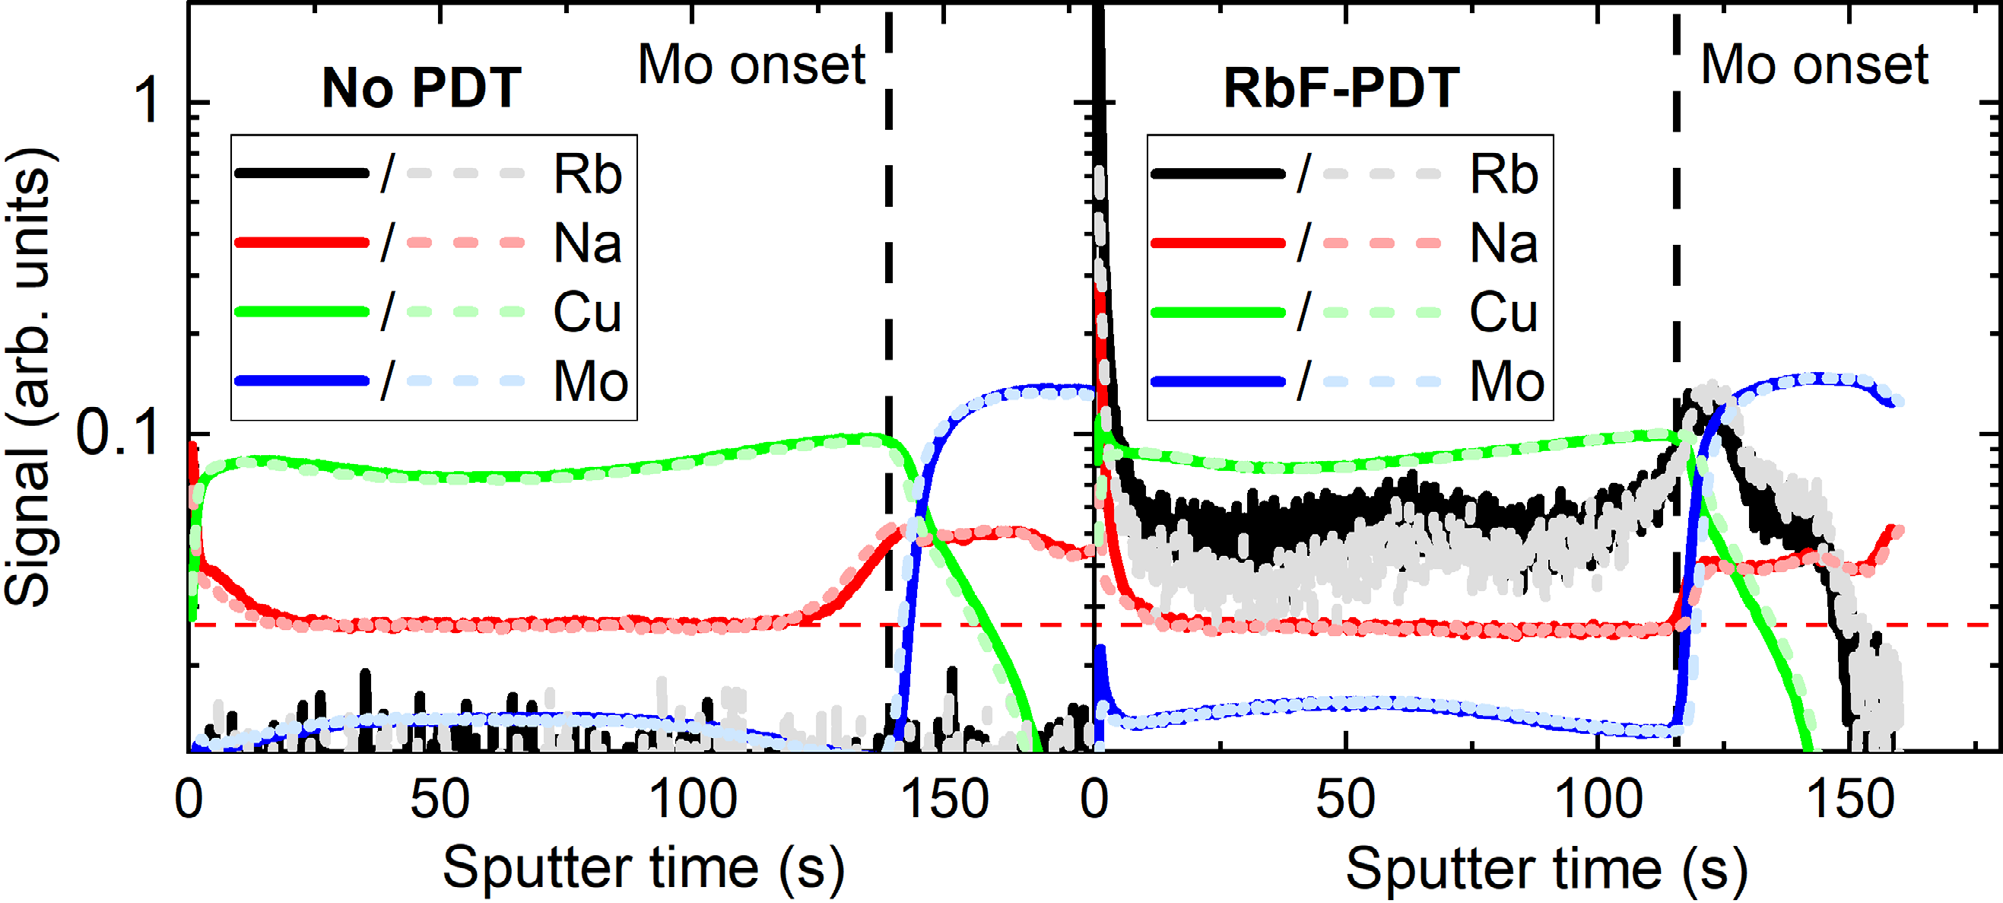 Signal (arb. units)
1
0.1
No PDT
Mo onset
/ Rb
/ Na
/ Cu
/ Mo
0 50 100 150
Sputter time (s)
RbF-PDT
Mo onset
/ Rb
/ Na
/ Cu
/ Mo
0 50 100 150
Sputter time (s)